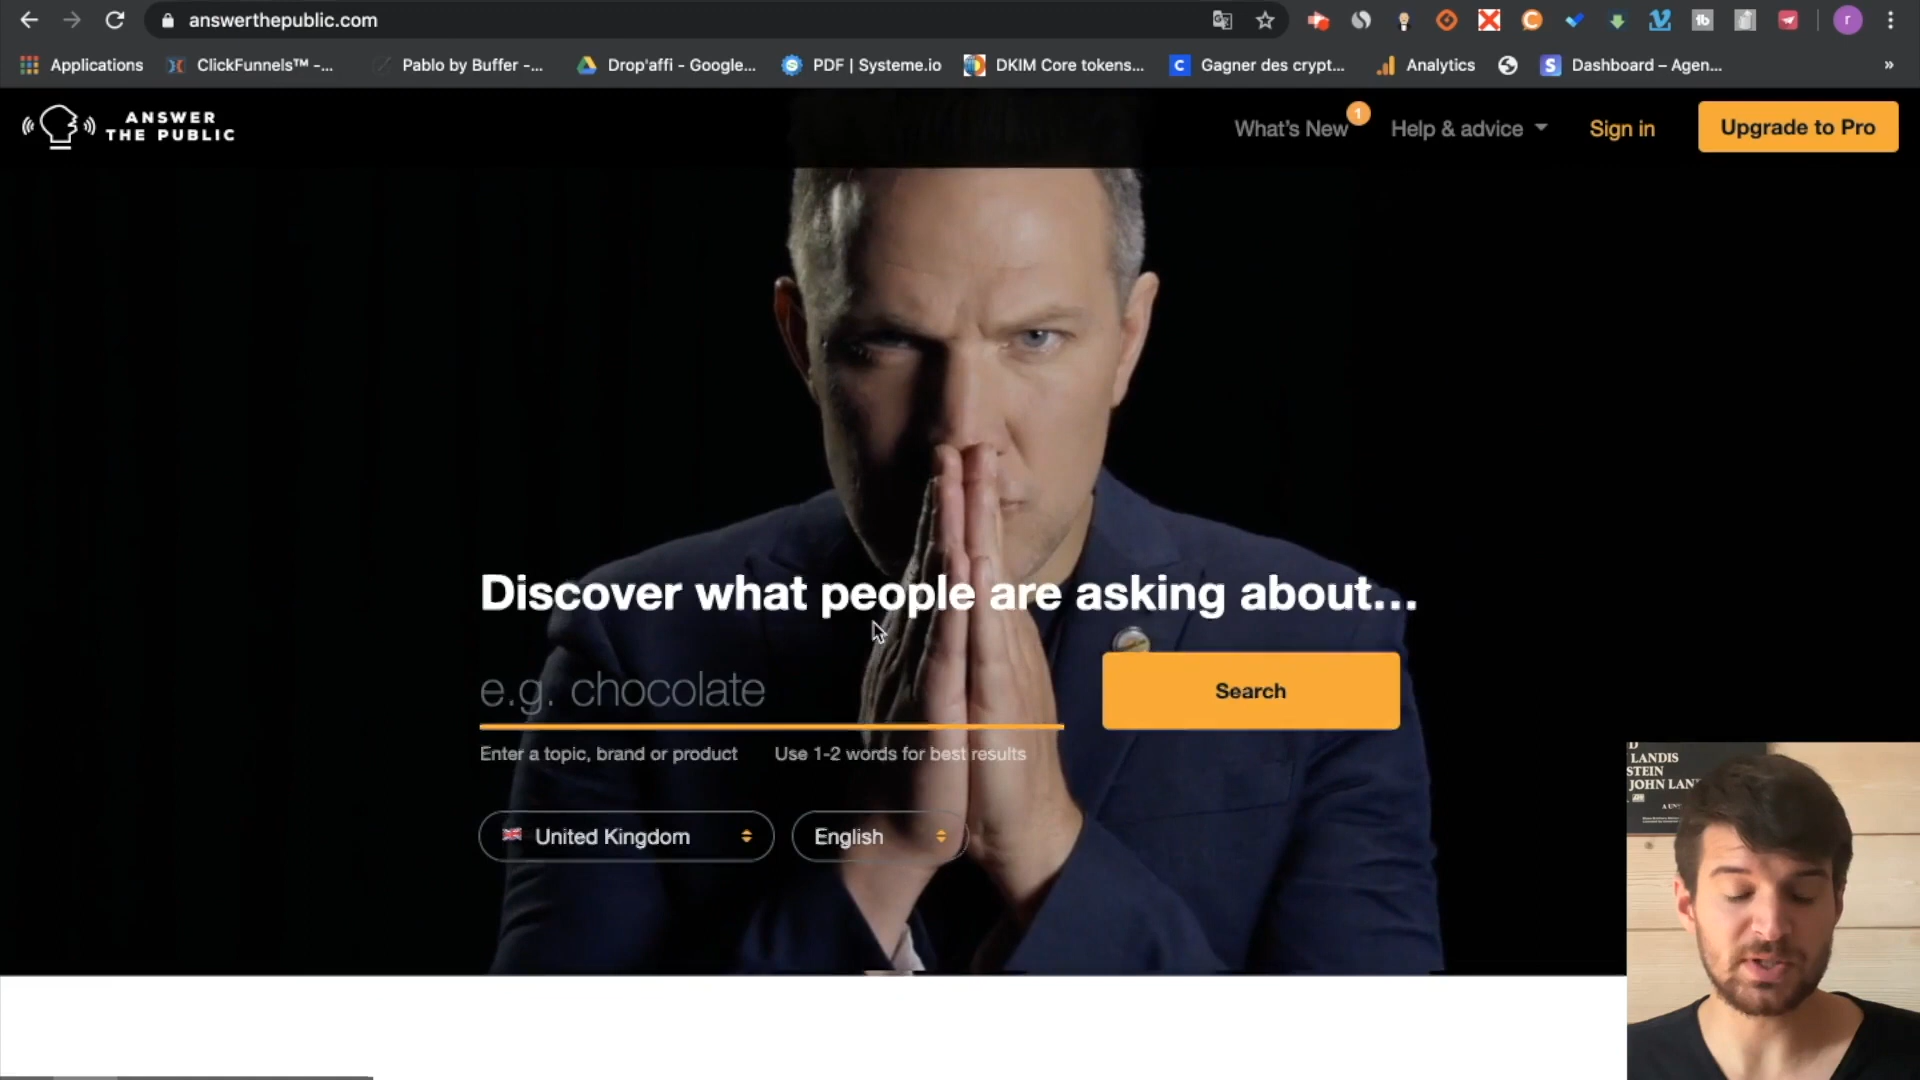 answerthepublic.com
r
Applications
ClickFunnels™ -...
Pablo by Buffer -...
Drop'affi - Google...
PDF | Systeme.io
DKIM Core tokens...
C
Gagner des crypt...
Analytics
S
Dashboard – Agen...
»
ANSWER
THE PUBLIC
What's New
1
Help & advice
Sign in
Upgrade to Pro
Discover what people are asking about...
e.g. chocolate
Search
Enter a topic, brand or product
Use 1-2 words for best results
United Kingdom
English
D
LANDIS
STEIN
JOHN LAN